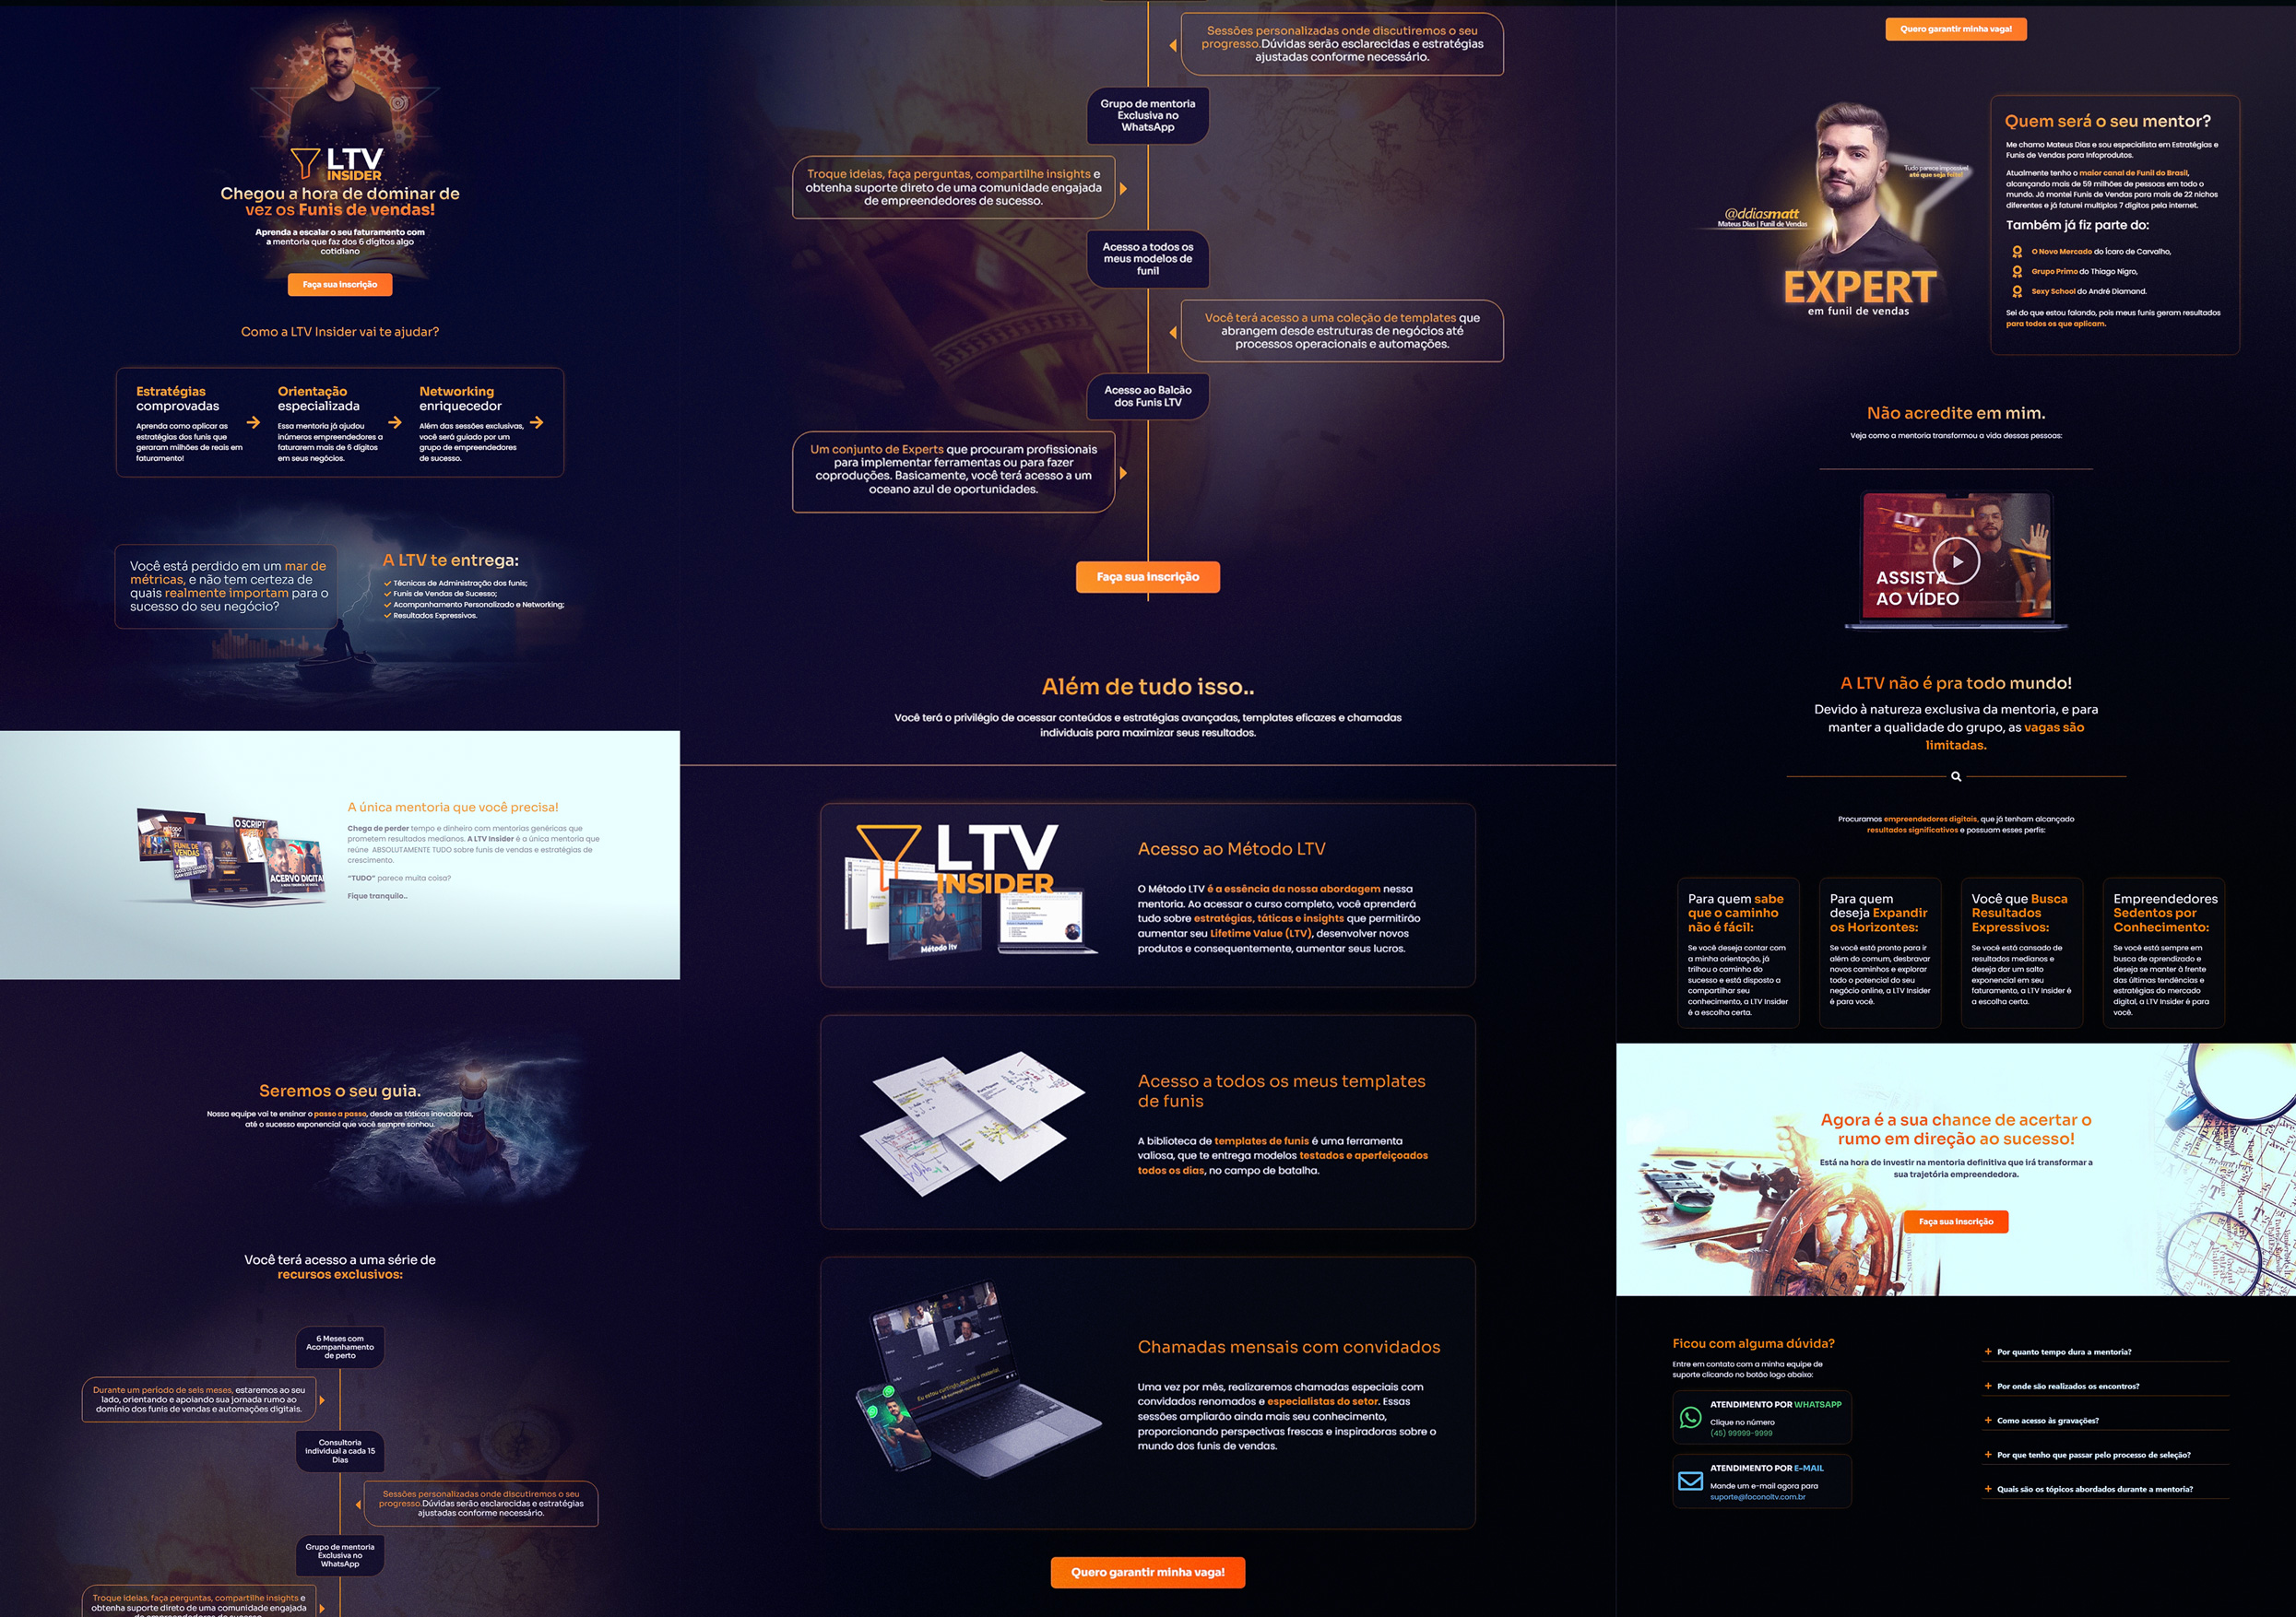 LTV
INSIDER
Chegou a hora de dominar de
vez os Funis de vendas!
Aprenda a escalar o seu faturamento com
a mentoria que faz dos 6 dígitos algo
cotidiano
Faça sua inscrição
Como a LTV Insider vai te ajudar?
Estratégias
comprovadas
Aprenda como aplicar as
estratégias dos funis que
geraram milhões de reais em
faturamento!
Orientação
especializada
Essa mentoria já ajudou
inúmeros empreendedores a
faturarem mais de 6 dígitos
em seus negócios.
Networking
enriquecedor
Além das sessões exclusivas,
você será guiado por um
grupo de empreendedores
de sucesso.
Você está perdido em um mar de
métricas, e não tem certeza de
quais realmente importam para o
sucesso do seu negócio?
A LTV te entrega:
Técnicas de Administração dos funis;
Funis de Vendas de Sucesso;
Acompanhamento Personalizado e Networking;
Resultados Expressivos.
O SCRIPT
FUNIL DE
VENDAS
ACERVO DIGITAL
A única mentoria que você precisa!
Chega de perder tempo e dinheiro com mentorias genéricas que
prometem resultados medianos. A LTV Insider é a única mentoria que
reúne ABSOLUTAMENTE TUDO sobre funis de vendas e estratégias de
crescimento.
“TUDO” parece muita coisa?
Fique tranquilo..
Seremos o seu guia.
Nossa equipe vai te ensinar o passo a passo, desde as táticas inovadoras,
até o sucesso exponencial que você sempre sonhou.
Você terá acesso a uma série de
recursos exclusivos:
6 Meses com
Acompanhamento
de perto
Durante um período de seis meses, estaremos ao seu
lado, orientando e apoiando sua jornada rumo ao
domínio dos funis de vendas e automações digitais.
Consultoria
individual a cada 15
Dias
Sessões personalizadas onde discutiremos o seu
progresso.Dúvidas serão esclarecidas e estratégias
ajustadas conforme necessário.
Grupo de mentoria
Exclusiva no
WhatsApp
Troque ideias, faça perguntas, compartilhe insights e
obtenha suporte direto de uma comunidade engajada
Sessões personalizadas onde discutiremos o seu
progresso.Dúvidas serão esclarecidas e estratégias
ajustadas conforme necessário.
Grupo de mentoria
Exclusiva no
WhatsApp
Troque ideias, faça perguntas, compartilhe insights e
obtenha suporte direto de uma comunidade engajada
de empreendedores de sucesso.
Acesso a todos os
meus modelos de
funil
Você terá acesso a uma coleção de templates que
abrangem desde estruturas de negócios até
processos operacionais e automações.
Acesso ao Balcão
dos Funis LTV
Um conjunto de Experts que procuram profissionais
para implementar ferramentas ou para fazer
coproduções. Basicamente, você terá acesso a um
oceano azul de oportunidades.
Faça sua inscrição
Além de tudo isso..
Você terá o privilégio de acessar conteúdos e estratégias avançadas, templates eficazes e chamadas
individuais para maximizar seus resultados.
LTV
INSIDER
Método ltv
Acesso ao Método LTV
O Método LTV é a essência da nossa abordagem nessa
mentoria. Ao acessar o curso completo, você aprenderá
tudo sobre estratégias, táticas e insights que permitirão
aumentar seu Lifetime Value (LTV), desenvolver novos
produtos e consequentemente, aumentar seus lucros.
Acesso a todos os meus templates
de funis
A biblioteca de templates de funis é uma ferramenta
valiosa, que te entrega modelos testados e aperfeiçoados
todos os dias, no campo de batalha.
Chamadas mensais com convidados
Uma vez por mês, realizaremos chamadas especiais com
convidados renomados e especialistas do setor. Essas
sessões ampliarão ainda mais seu conhecimento,
proporcionando perspectivas frescas e inspiradoras sobre o
mundo dos funis de vendas.
Quero garantir minha vaga!
Quero garantir minha vaga!
Tudo parece impossível
até que seja feito!
@ddiasmatt
Mateus Dias | Funil de Vendas
EXPERT
em funil de vendas
Quem será o seu mentor?
Me chamo Mateus Dias e sou especialista em Estratégias e
Funis de Vendas para Infoprodutos.
Atualmente tenho o maior canal de Funil do Brasil,
alcançando mais de 59 milhões de pessoas em todo o
mundo. Já montei Funis de Vendas para mais de 22 nichos
diferentes e já faturei multiplos 7 dígitos pela internet.
Também já fiz parte do:
O Novo Mercado do Ícaro de Carvalho,
Grupo Primo do Thiago Nigro,
Sexy School do André Diamand.
Sei do que estou falando, pois meus funis geram resultados
para todos os que aplicam.
Não acredite em mim.
Veja como a mentoria transformou a vida dessas pessoas:
ASSISTA
AO VÍDEO
A LTV não é pra todo mundo!
Devido à natureza exclusiva da mentoria, e para
manter a qualidade do grupo, as vagas são
limitadas.
Procuramos empreendedores digitais, que já tenham alcançado
resultados significativos e possuam esses perfis:
Para quem sabe
que o caminho
não é fácil:
Se você deseja contar com
a minha orientação, já
trilhou o caminho do
sucesso e está disposto a
compartilhar seu
conhecimento, a LTV Insider
é a escolha certa.
Para quem
deseja Expandir
os Horizontes:
Se você está pronto para ir
além do comum, desbravar
novos caminhos e explorar
todo o potencial do seu
negócio online, a LTV Insider
é para você.
Você que Busca
Resultados
Expressivos:
Se você está cansado de
resultados medianos e
deseja dar um salto
exponencial em seu
faturamento, a LTV Insider é
a escolha certa.
Empreendedores
Sedentos por
Conhecimento:
Se você está sempre em
busca de aprendizado e
deseja se manter à frente
das últimas tendências e
estratégias do mercado
digital, a LTV Insider é para
você.
Agora é a sua chance de acertar o
rumo em direção ao sucesso!
Está na hora de investir na mentoria definitiva que irá transformar a
sua trajetória empreendedora.
Faça sua inscrição
Ficou com alguma dúvida?
Entre em contato com a minha equipe de
suporte clicando no botão logo abaixo:
ATENDIMENTO POR WHATSAPP
Clique no número
(45) 99999-9999
ATENDIMENTO POR E-MAIL
Mande um e-mail agora para
suporte@foconoltv.com.br
+ Por quanto tempo dura a mentoria?
+ Por onde são realizados os encontros?
+ Como acesso às gravações?
+ Por que tenho que passar pelo processo de seleção?
+ Quais são os tópicos abordados durante a mentoria?